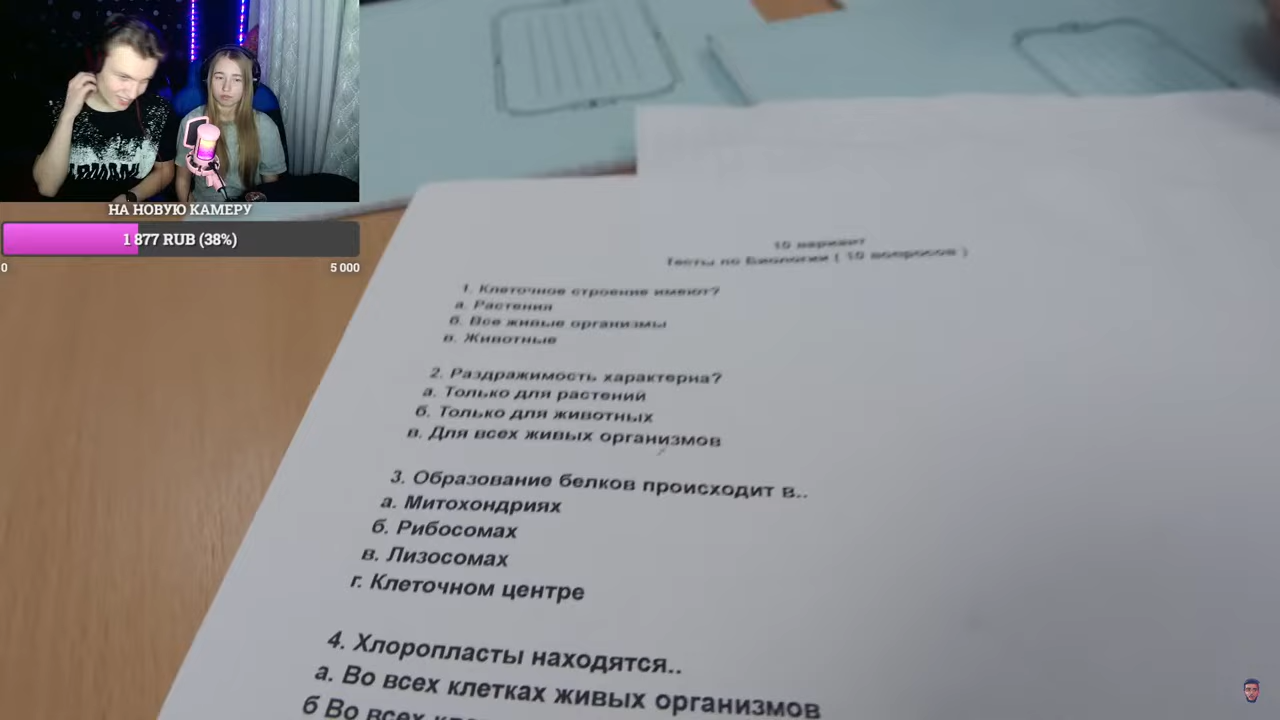 НА НОВУЮ КАМЕРУ
1 877 RUB (38%)
0
5 000
10 вариант
Тесты по Биологии ( 10 вопросов )
1. Клеточное строение имеют?
а. Растения
б. Все живые организмы
в. Животные
2. Раздражимость характерна?
а. Только для растений
б. Только для животных
в. Для всех живых организмов
3. Образование белков происходит в..
а. Митохондриях
б. Рибосомах
в. Лизосомах
г. Клеточном центре
4. Хлоропласты находятся..
а. Во всех клетках живых организмов
б Во всех